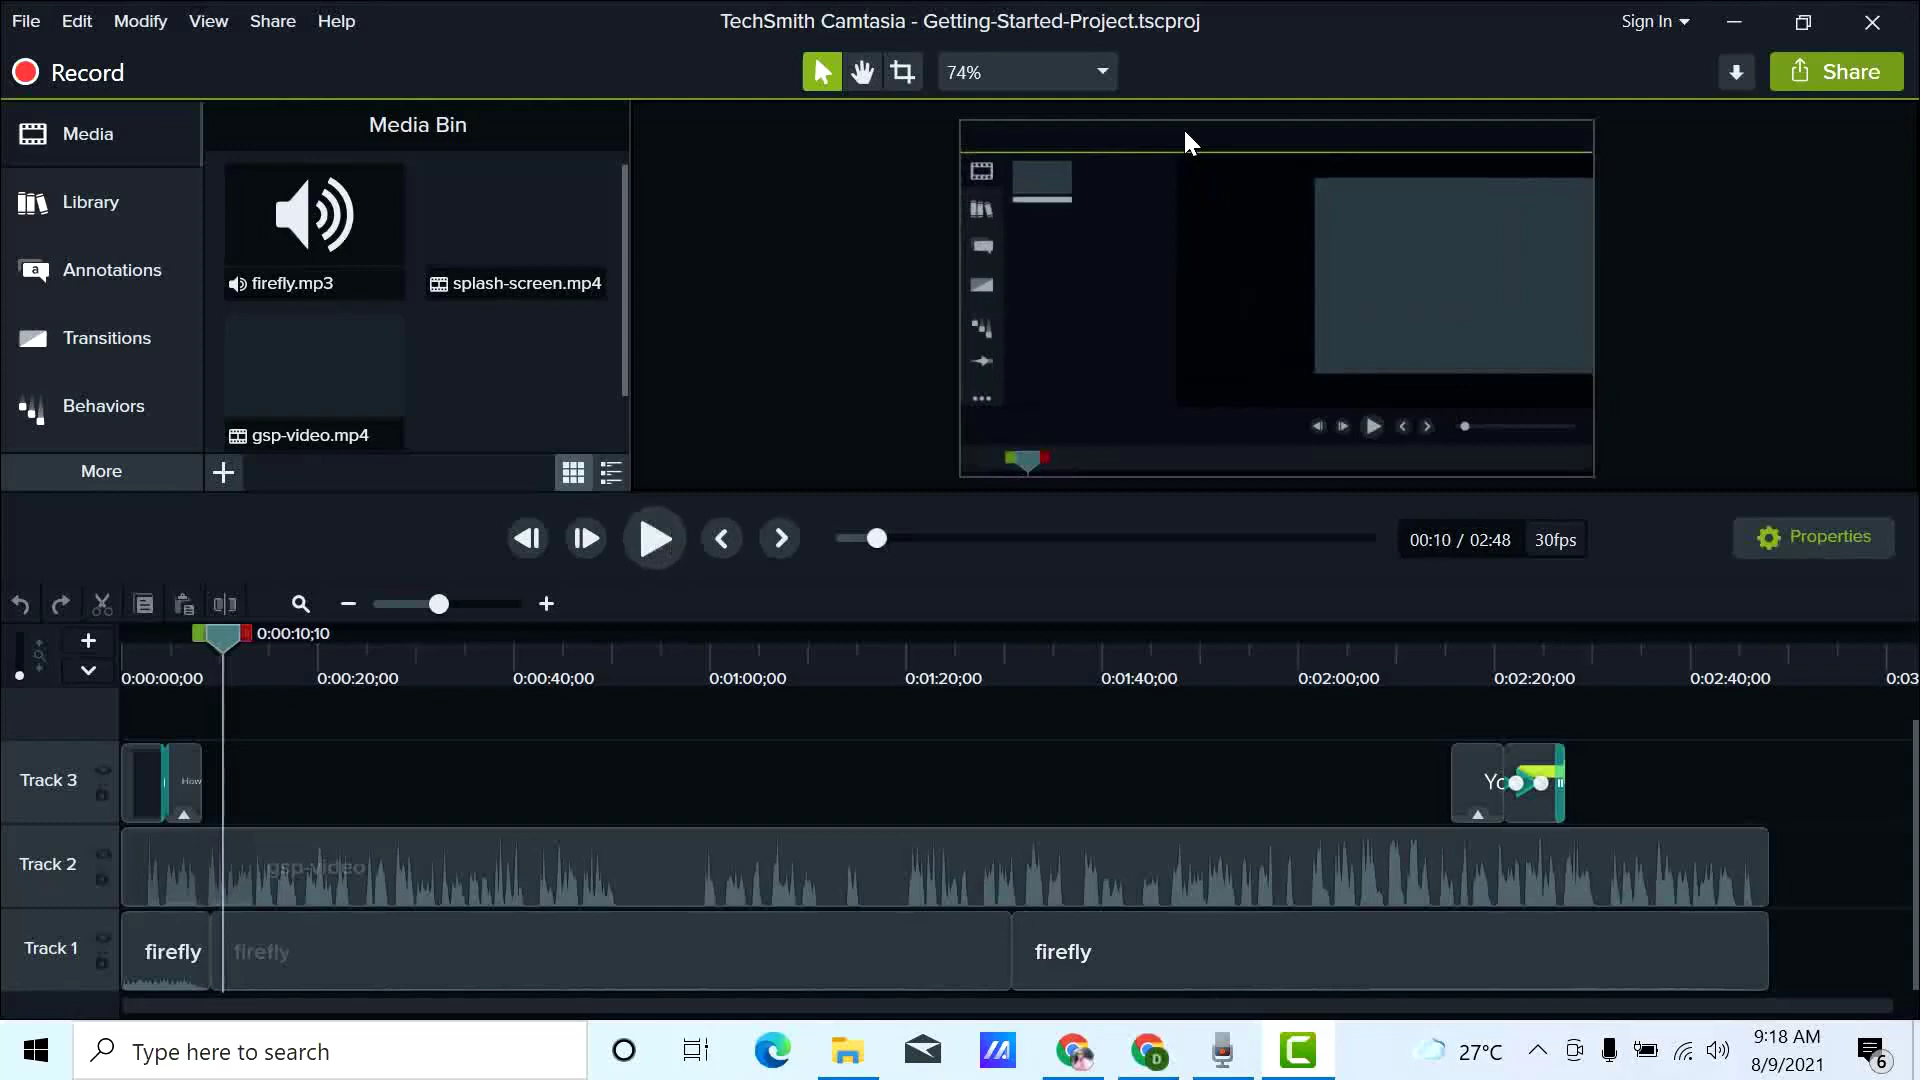 File Edit Modify View Share Help
TechSmith Camtasia - Getting-Started-Project.tscproj
Sign In
Record
74%
Share
Media
Media Bin
Library
firefly.mp3
splash-screen.mp4
a Annotations
Transitions
Behaviors
gsp-video.mp4
More
00:10 / 02:48 30fps
Properties
0:00:10;10
0:00:00;00 0:00:20;00 0:00:40;00 0:01:00;00 0:01:20;00 0:01:40;00 0:02:00;00 0:02:20;00 0:02:40;00 0:03
Track 3
How
Yo
Track 2
gsp-video
Track 1
firefly firefly firefly
Type here to search
D
27°C
9:18 AM
8/9/2021
6